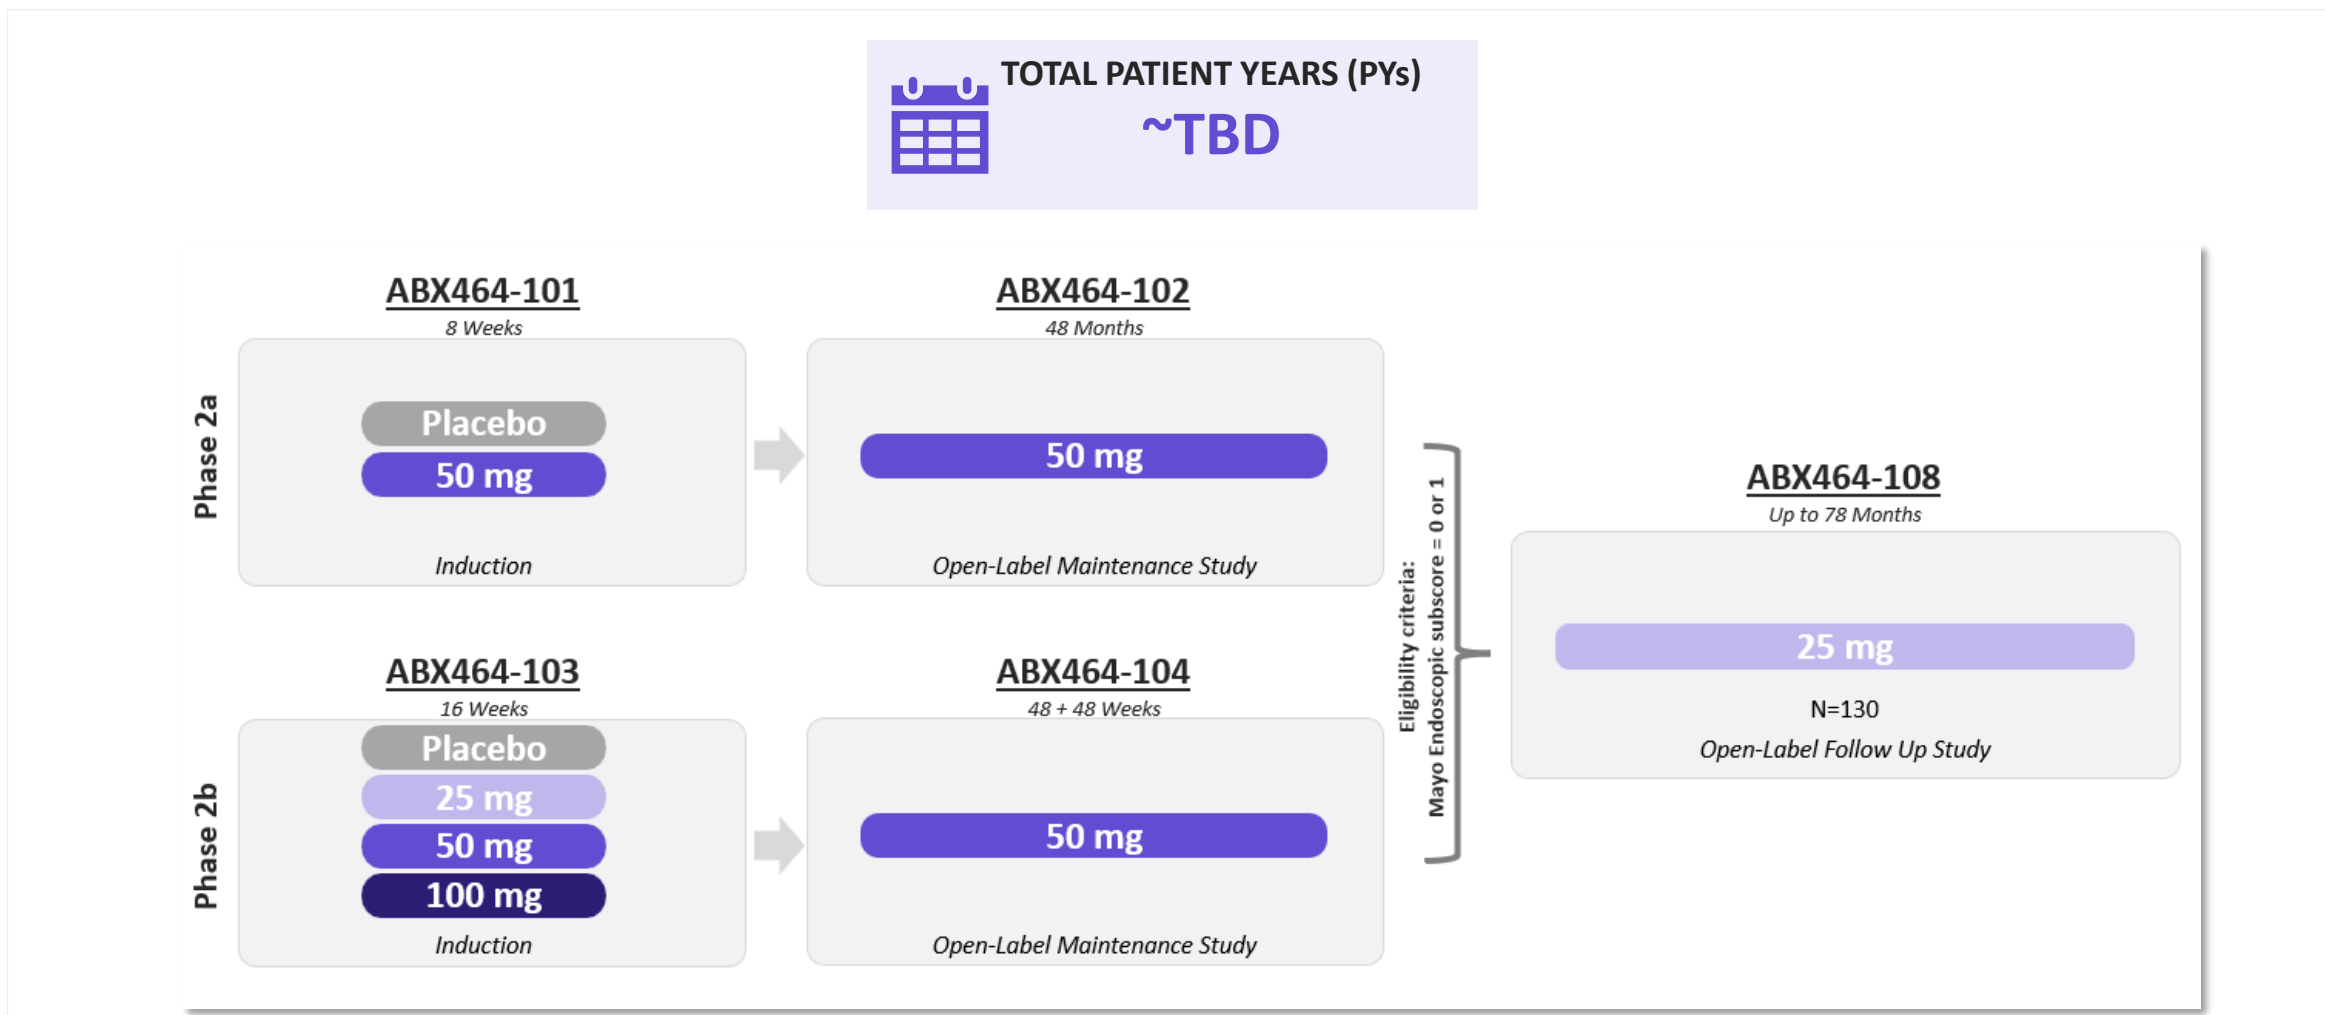 TOTAL PATIENT YEARS (PYs)
~TBD
Phase 2a
ABX464-101
8 Weeks
Placebo
50 mg
Induction
ABX464-102
48 Months
50 mg
Open-Label Maintenance Study
Phase 2b
ABX464-103
16 Weeks
Placebo
25 mg
50 mg
100 mg
Induction
ABX464-104
48 + 48 Weeks
50 mg
Open-Label Maintenance Study
Eligibility criteria:
Mayo Endoscopic subscore = 0 or 1
ABX464-108
Up to 78 Months
25 mg
N=130
Open-Label Follow Up Study